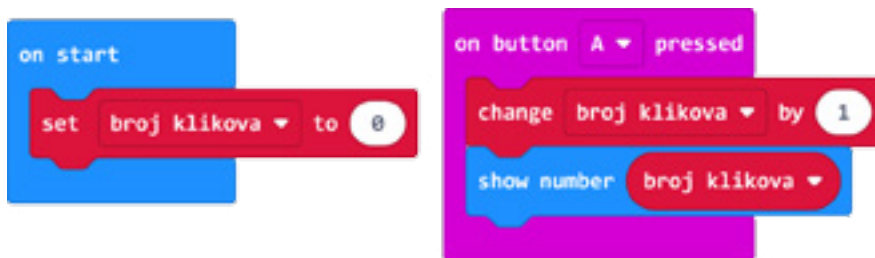 on start
set broj klikova to 0
on button A pressed
change broj klikova by 1
show number broj klikova